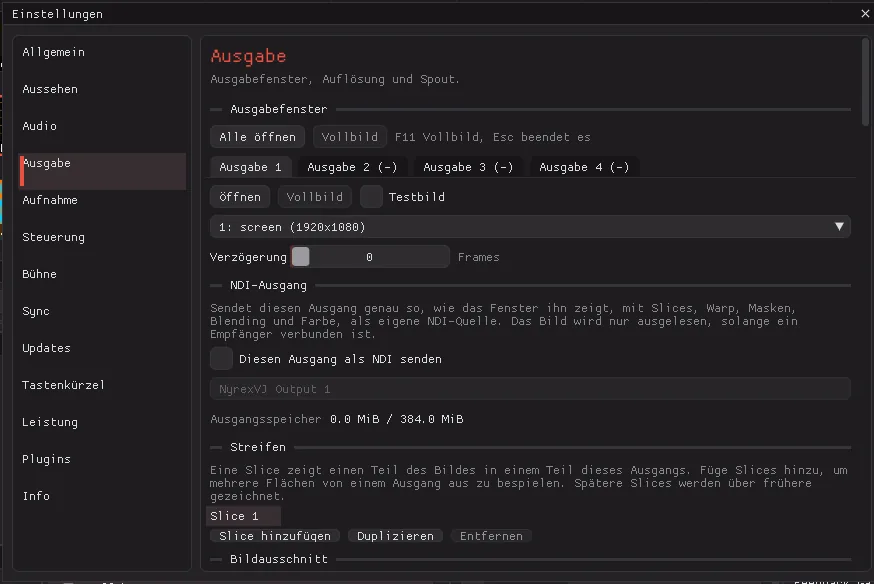 Einstellungen
Allgemein
Aussehen
Audio
Ausgabe
Aufnahme
Steuerung
Bühne
Sync
Updates
Tastenkürzel
Leistung
Plugins
Info
Ausgabe
Ausgabefenster, Auflösung und Spout.
Ausgabefenster
Alle öffnen Vollbild F11 Vollbild, Esc beendet es
Ausgabe 1 Ausgabe 2 (-) Ausgabe 3 (-) Ausgabe 4 (-)
Öffnen Vollbild Testbild
1: screen (1920x1080)
Verzögerung 0 Frames
NDI-Ausgang
Sendet diesen Ausgang genau so, wie das Fenster ihn zeigt, mit Slices, Warp, Masken,
Blending und Farbe, als eigene NDI-Quelle. Das Bild wird nur ausgelesen, solange ein
Empfänger verbunden ist.
Diesen Ausgang als NDI senden
NyrexVJ Output 1
Ausgangsspeicher 0.0 MiB / 384.0 MiB
Streifen
Eine Slice zeigt einen Teil des Bildes in einem Teil dieses Ausgangs. Füge Slices hinzu, um
mehrere Flächen von einem Ausgang aus zu bespielen. Spätere Slices werden über frühere
gezeichnet.
Slice 1
Slice hinzufügen Duplizieren Entfernen
Bildausschnitt